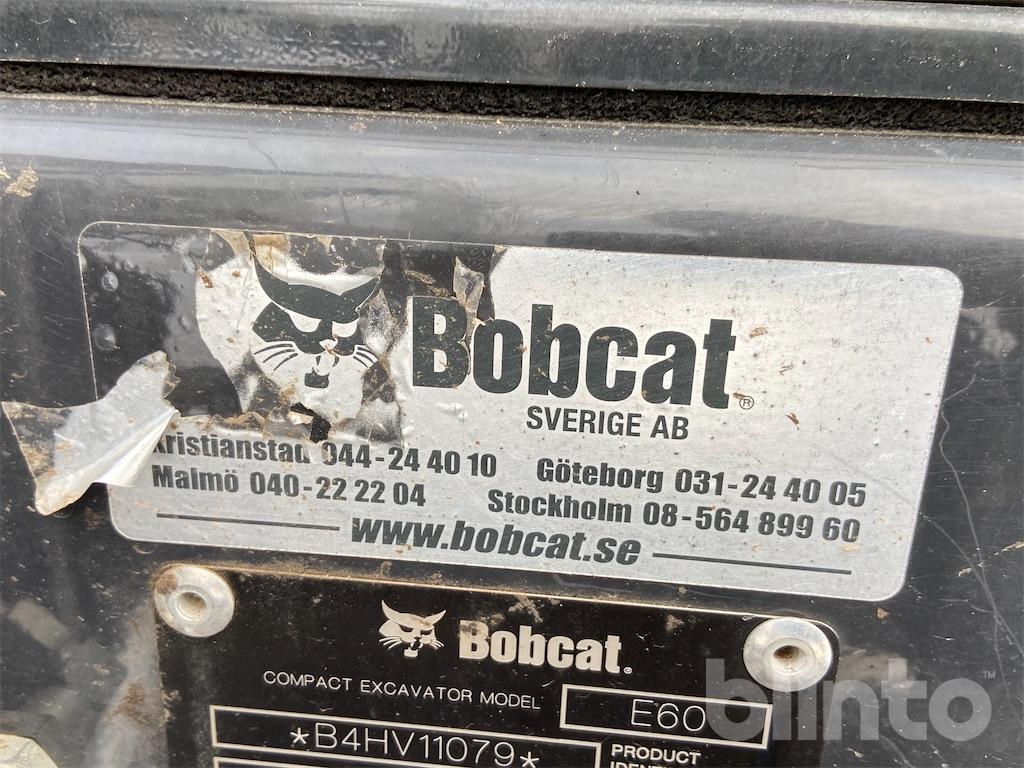 Bobcat®
SVERIGE AB
Kristianstad 044-24 40 10 Göteborg 031-24 40 05
Malmö 040-22 22 04 Stockholm 08-564 899 60
www.bobcat.se
Bobcat.
COMPACT EXCAVATOR MODEL E60
*B4HV11079* PRODUCT
blinto™